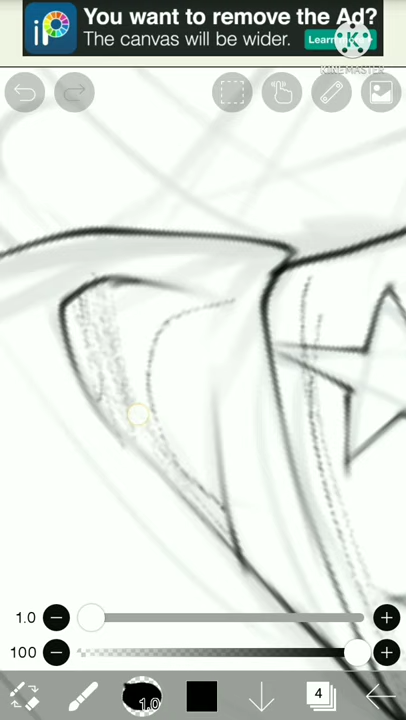 You want to remove the Ad?
The canvas will be wider.
Learn
KINEMASTER
1.0
100
1.0
4